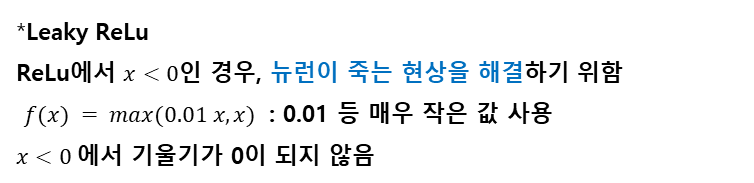 *Leaky ReLu
ReLu에서 x < 0인 경우, 뉴런이 죽는 현상을 해결하기 위함
f(x) = max(0.01 x, x) : 0.01 등 매우 작은 값 사용
x < 0 에서 기울기가 0이 되지 않음